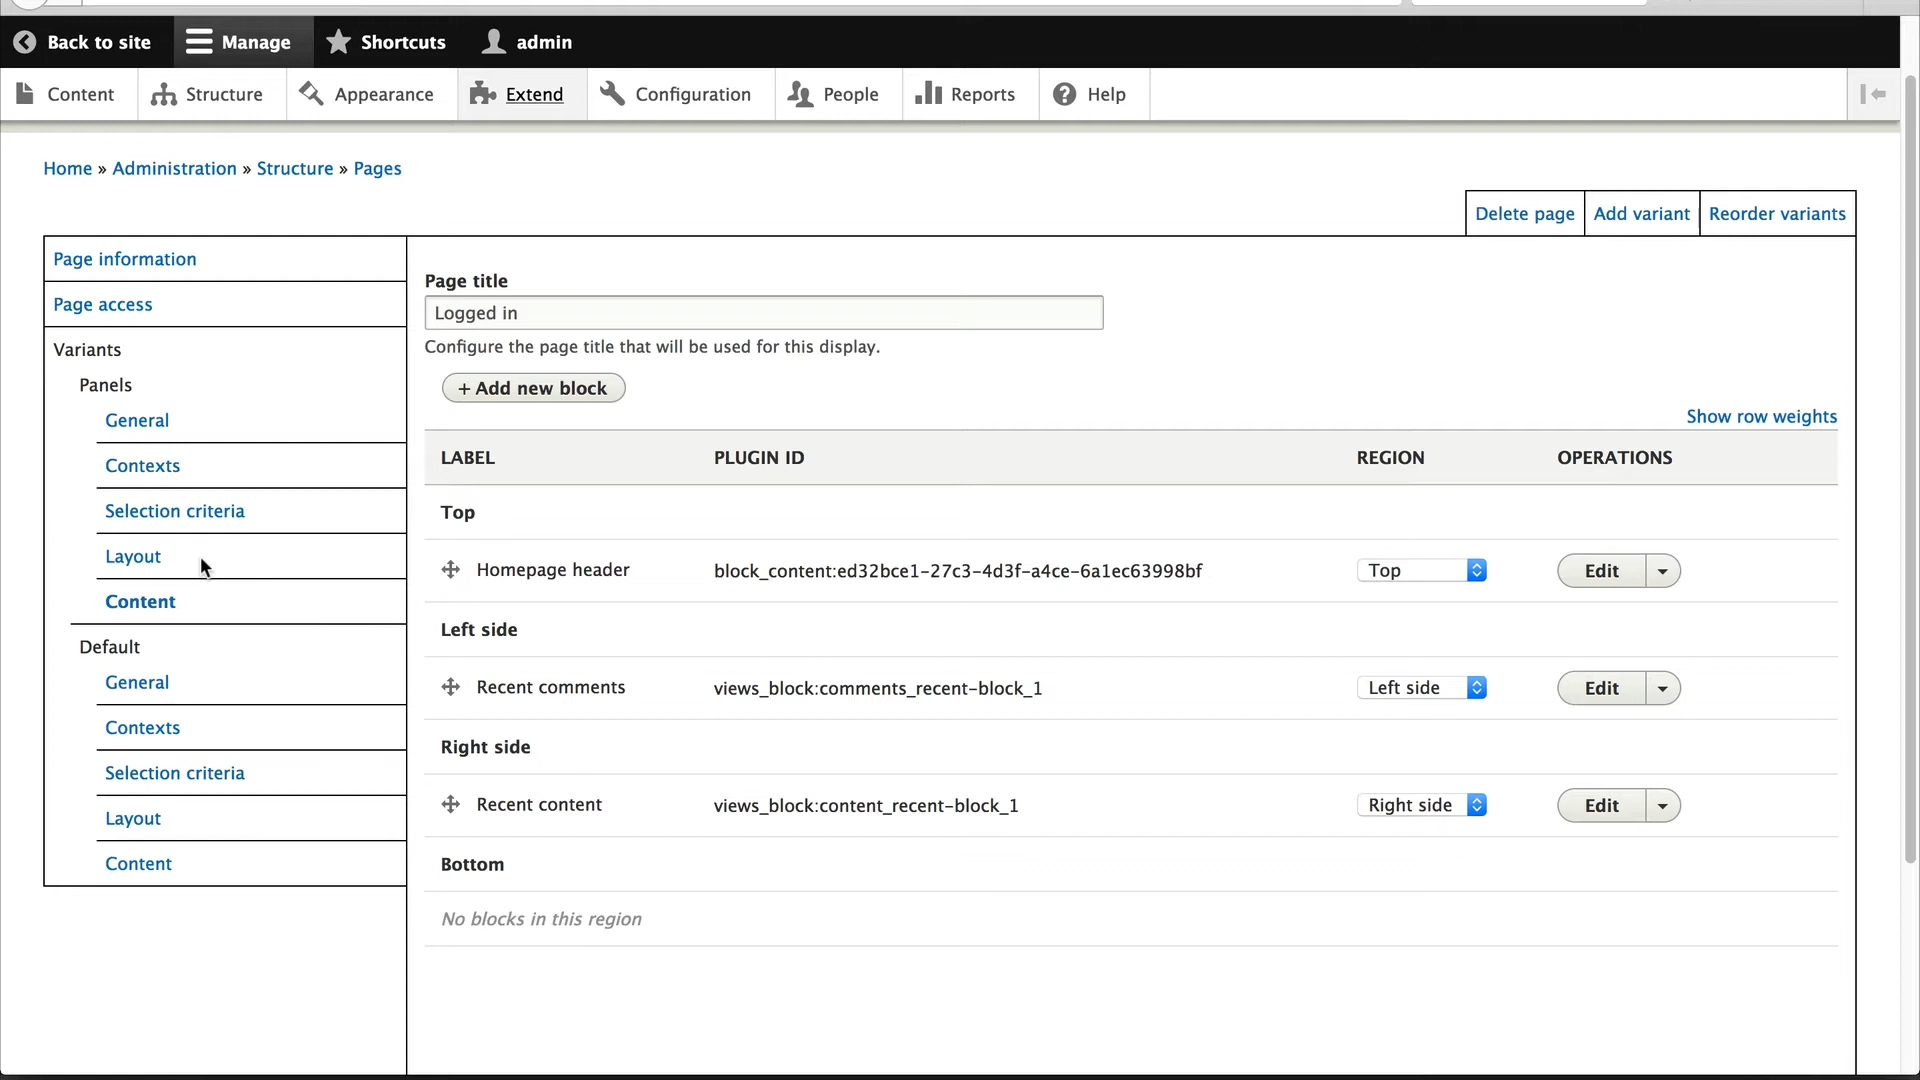 Back to site Manage Shortcuts admin
Content Structure Appearance Extend Configuration People Reports Help
Home » Administration » Structure » Pages
Delete page Add variant Reorder variants
Page information
Page access
Variants
Panels
General
Contexts
Selection criteria
Layout
Content
Default
General
Contexts
Selection criteria
Layout
Content
Page title
Logged in
Configure the page title that will be used for this display.
+ Add new block
Show row weights
LABEL PLUGIN ID REGION OPERATIONS
Top
Homepage header block_content:ed32bce1-27c3-4d3f-a4ce-6a1ec63998bf Top Edit
Left side
Recent comments views_block:comments_recent-block_1 Left side Edit
Right side
Recent content views_block:content_recent-block_1 Right side Edit
Bottom
No blocks in this region